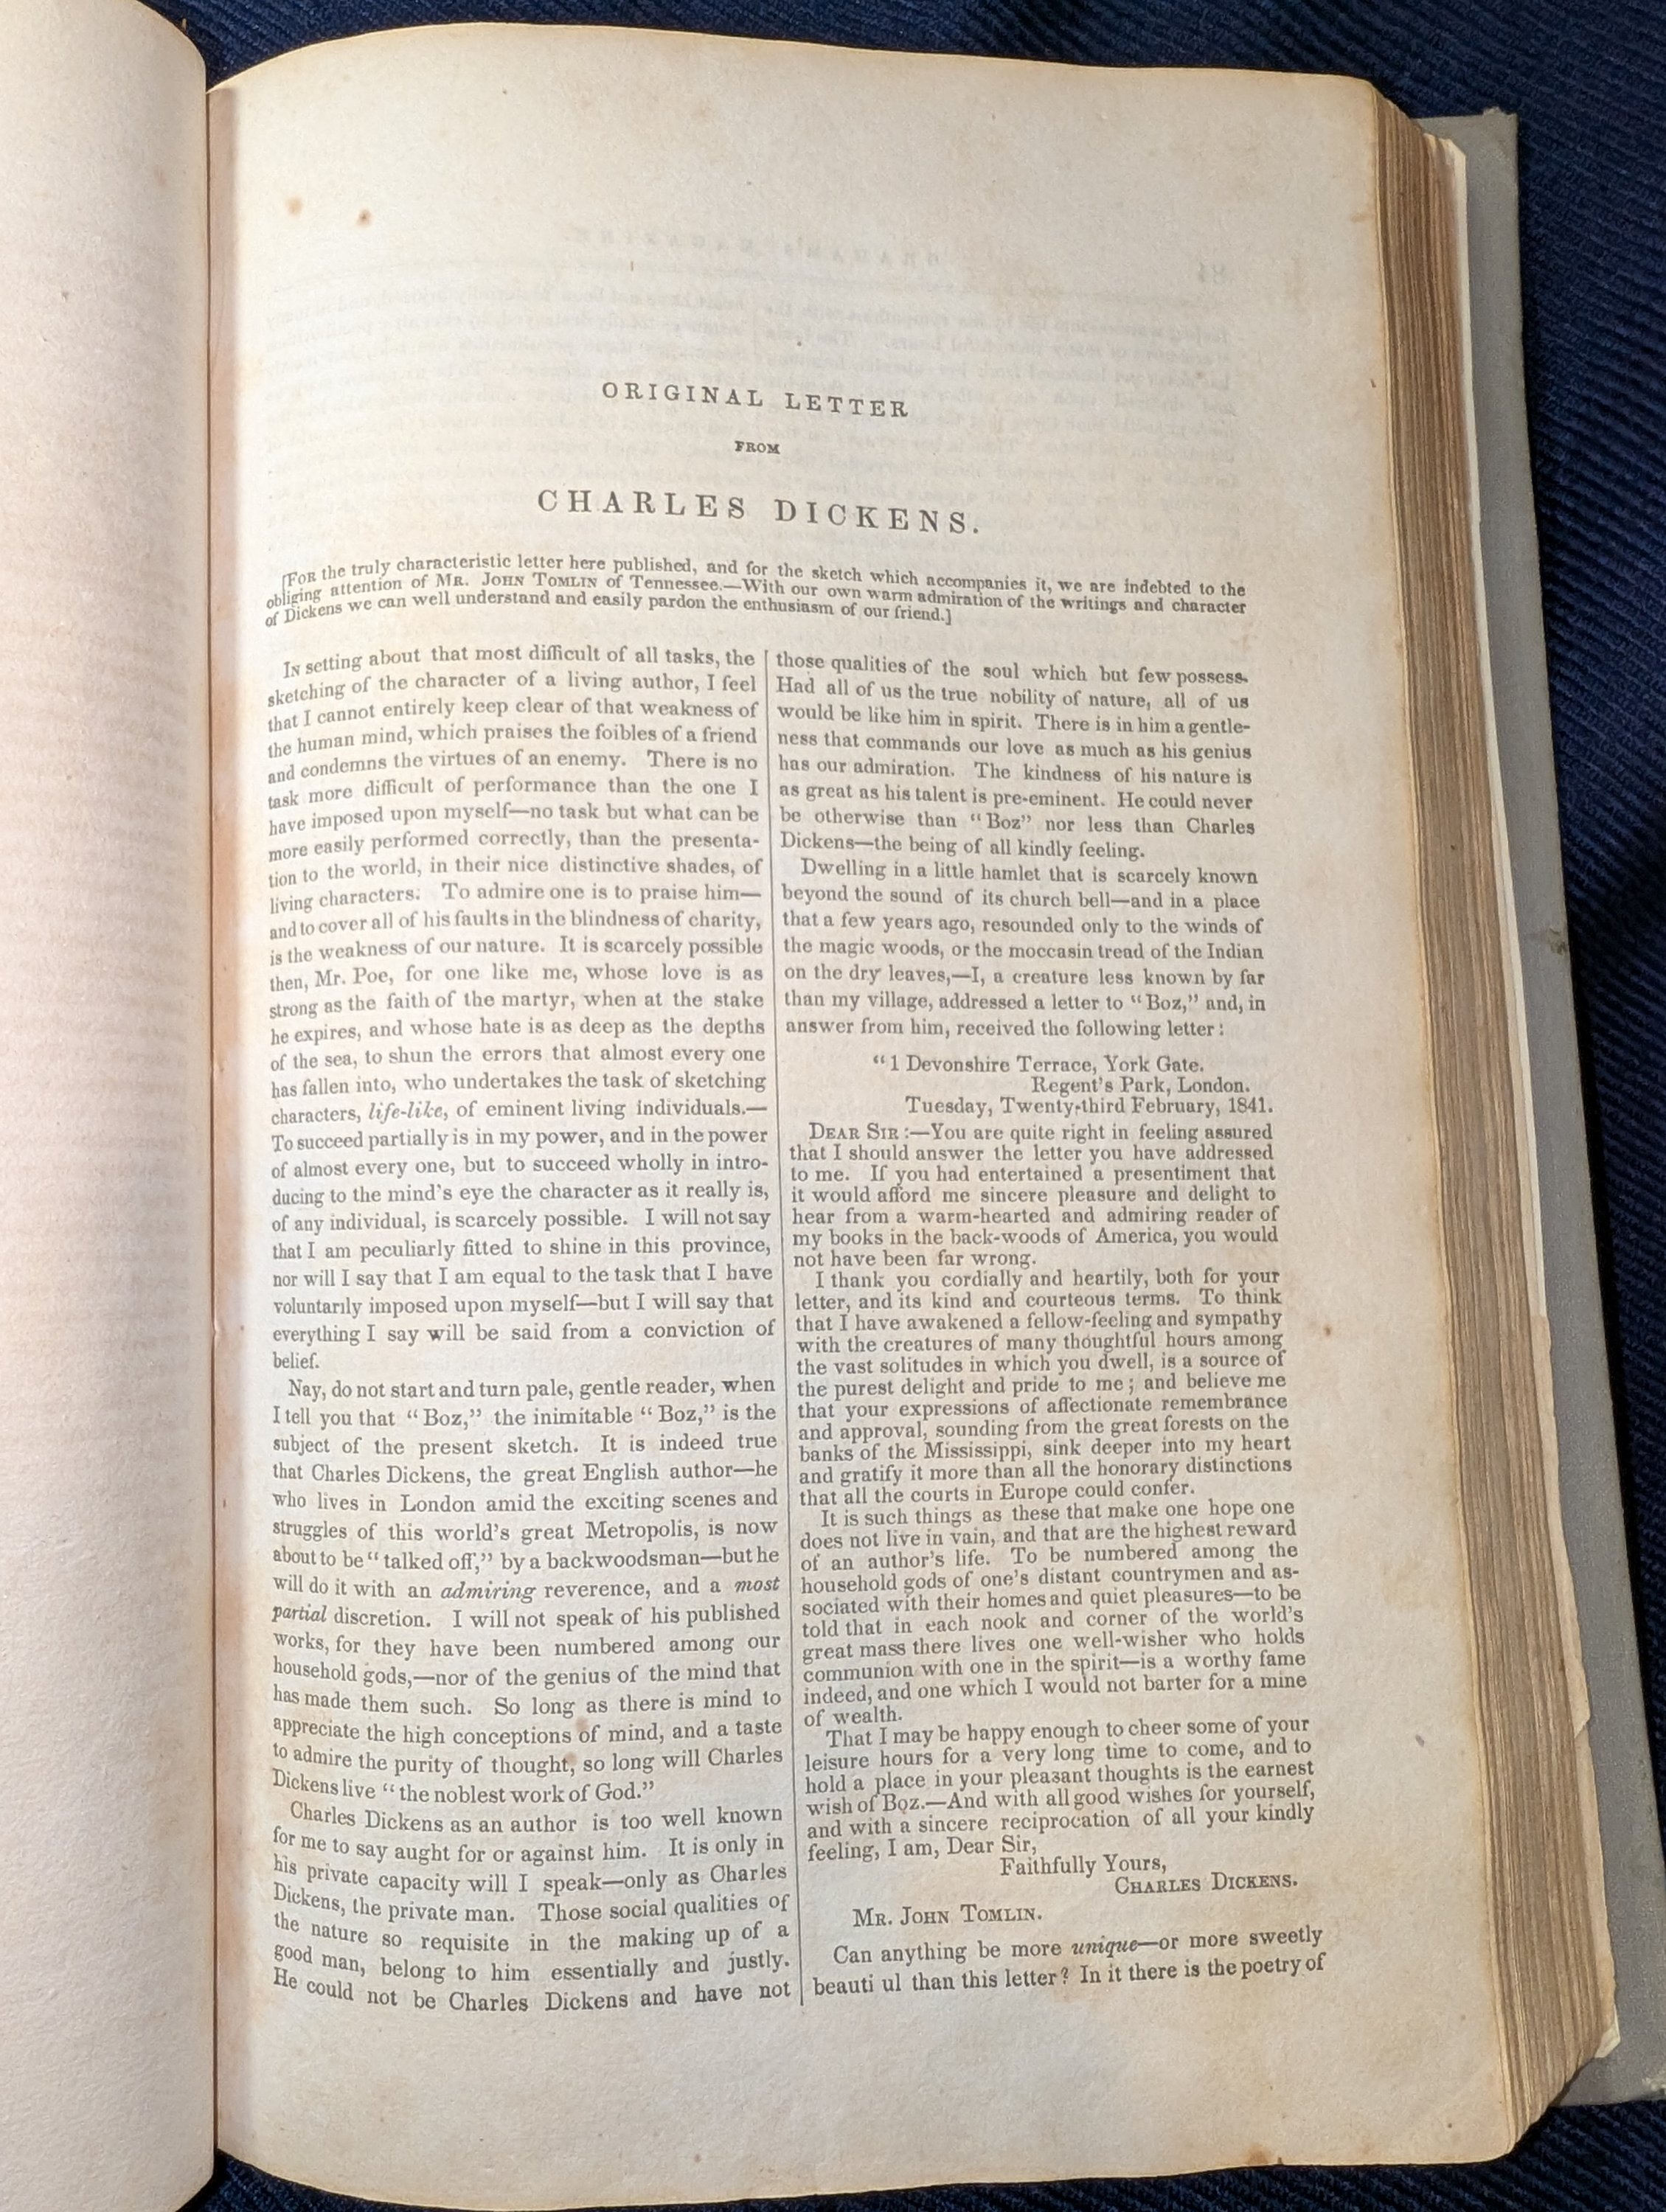 ORIGINAL LETTER
FROM
CHARLES DICKENS.
[FOR the truly characteristic letter here published, and for the sketch which accompanies it, we are indebted to the
obliging attention of MR. JOHN TOMLIN of Tennessee.—With our own warm admiration of the writings and character
of Dickens we can well understand and easily pardon the enthusiasm of our friend.]
IN setting about that most difficult of all tasks, the
sketching of the character of a living author, I feel
that I cannot entirely keep clear of that weakness of
the human mind, which praises the foibles of a friend
and condemns the virtues of an enemy. There is no
task more difficult of performance than the one I
have imposed upon myself—no task but what can be
more easily performed correctly, than the presenta-
tion to the world, in their nice distinctive shades, of
living characters. To admire one is to praise him—
and to cover all of his faults in the blindness of charity,
is the weakness of our nature. It is scarcely possible
then, Mr. Poe, for one like me, whose love is as
strong as the faith of the martyr, when at the stake
he expires, and whose hate is as deep as the depths
of the sea, to shun the errors that almost every one
has fallen into, who undertakes the task of sketching
characters, life-like, of eminent living individuals.—
To succeed partially is in my power, and in the power
of almost every one, but to succeed wholly in intro-
ducing to the mind's eye the character as it really is,
of any individual, is scarcely possible. I will not say
that I am peculiarly fitted to shine in this province,
nor will I say that I am equal to the task that I have
voluntarily imposed upon myself—but I will say that
everything I say will be said from a conviction of
belief.
Nay, do not start and turn pale, gentle reader, when
I tell you that "Boz," the inimitable "Boz," is the
subject of the present sketch. It is indeed true
that Charles Dickens, the great English author—he
who lives in London amid the exciting scenes and
struggles of this world's great Metropolis, is now
about to be "talked off," by a backwoodsman—but he
will do it with an admiring reverence, and a most
partial discretion. I will not speak of his published
works, for they have been numbered among our
household gods,—nor of the genius of the mind that
has made them such. So long as there is mind to
appreciate the high conceptions of mind, and a taste
to admire the purity of thought, so long will Charles
Dickens live "the noblest work of God."
Charles Dickens as an author is too well known
for me to say aught for or against him. It is only in
his private capacity will I speak—only as Charles
Dickens, the private man. Those social qualities of
the nature so requisite in the making up of a
good man, belong to him essentially and justly.
He could not be Charles Dickens and have not
those qualities of the soul which but few possess.
Had all of us the true nobility of nature, all of us
would be like him in spirit. There is in him a gentle-
ness that commands our love as much as his genius
has our admiration. The kindness of his nature is
as great as his talent is pre-eminent. He could never
be otherwise than "Boz" nor less than Charles
Dickens—the being of all kindly feeling.
Dwelling in a little hamlet that is scarcely known
beyond the sound of its church bell—and in a place
that a few years ago, resounded only to the winds of
the magic woods, or the moccasin tread of the Indian
on the dry leaves,—I, a creature less known by far
than my village, addressed a letter to "Boz," and, in
answer from him, received the following letter:
"1 Devonshire Terrace, York Gate.
Regent's Park, London.
Tuesday, Twenty-third February, 1841.
DEAR SIR:—You are quite right in feeling assured
that I should answer the letter you have addressed
to me. If you had entertained a presentiment that
it would afford me sincere pleasure and delight to
hear from a warm-hearted and admiring reader of
my books in the back-woods of America, you would
not have been far wrong.
I thank you cordially and heartily, both for your
letter, and its kind and courteous terms. To think
that I have awakened a fellow-feeling and sympathy
with the creatures of many thoughtful hours among
the vast solitudes in which you dwell, is a source of
the purest delight and pride to me; and believe me
that your expressions of affectionate remembrance
and approval, sounding from the great forests on the
banks of the Mississippi, sink deeper into my heart
and gratify it more than all the honorary distinctions
that all the courts in Europe could confer.
It is such things as these that make one hope one
does not live in vain, and that are the highest reward
of an author's life. To be numbered among the
household gods of one's distant countrymen and as-
sociated with their homes and quiet pleasures—to be
told that in each nook and corner of the world's
great mass there lives one well-wisher who holds
communion with one in the spirit—is a worthy fame
indeed, and one which I would not barter for a mine
of wealth.
That I may be happy enough to cheer some of your
leisure hours for a very long time to come, and to
hold a place in your pleasant thoughts is the earnest
wish of Boz.—And with all good wishes for yourself,
and with a sincere reciprocation of all your kindly
feeling, I am, Dear Sir,
Faithfully Yours,
CHARLES DICKENS.
MR. JOHN TOMLIN.
Can anything be more unique—or more sweetly
beauti ul than this letter? In it there is the poetry of